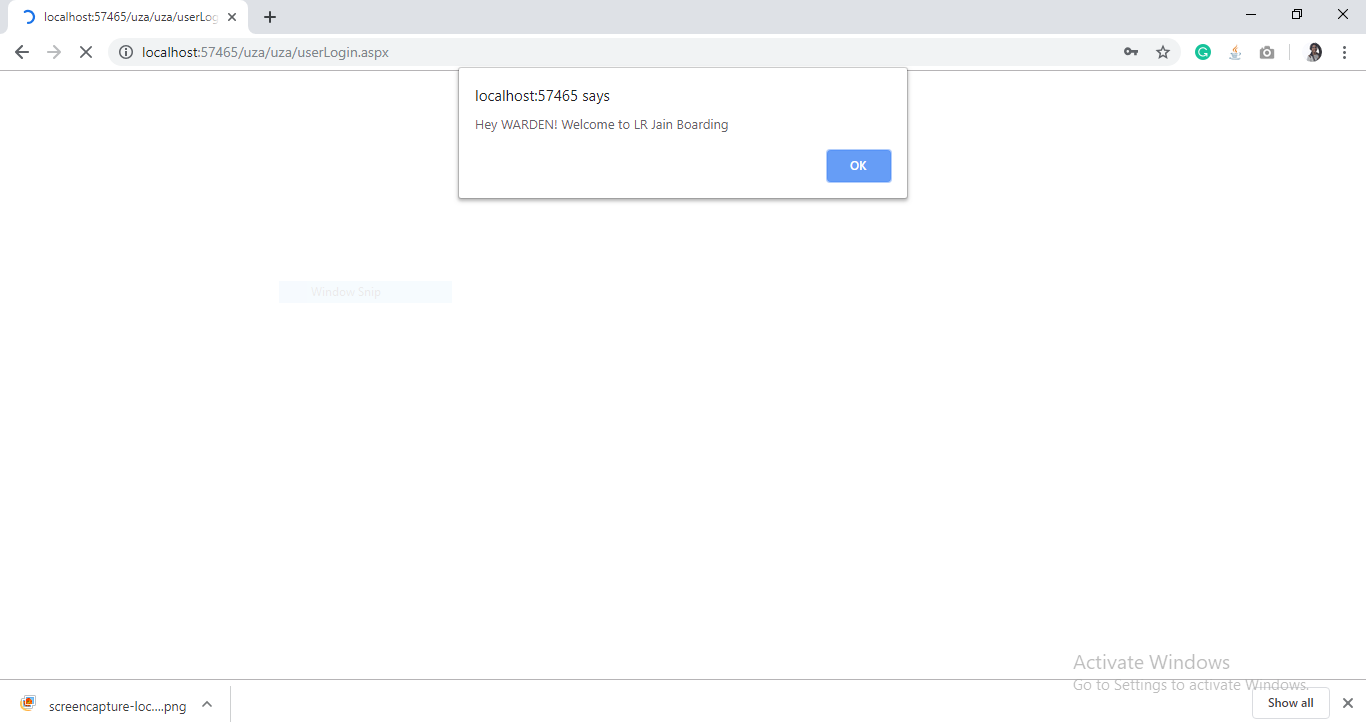 localhost:57465/uza/uza/userLog
localhost:57465/uza/uza/userLogin.aspx
localhost:57465 says
Hey WARDEN! Welcome to LR Jain Boarding
OK
Window Snip
Activate Windows
Go to Settings to activate Windows.
screencapture-loc....png
Show all